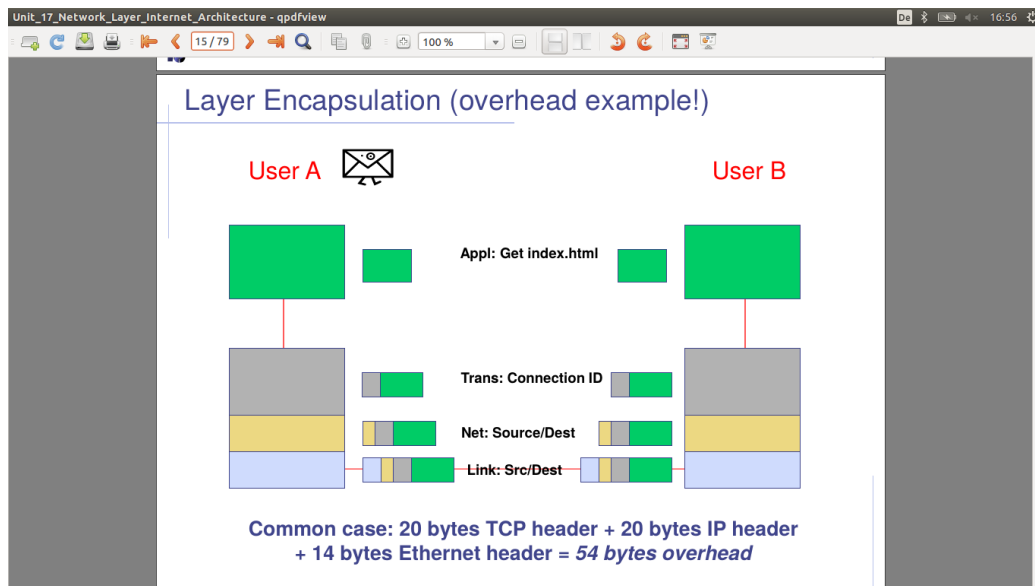 Unit_17_Network_Layer_Internet_Architecture - qpdfview
De
16:56
15/79
100 %
Layer Encapsulation (overhead example!)
User A
User B
Appl: Get index.html
Trans: Connection ID
Net: Source/Dest
Link: Src/Dest
Common case: 20 bytes TCP header + 20 bytes IP header
+ 14 bytes Ethernet header = 54 bytes overhead